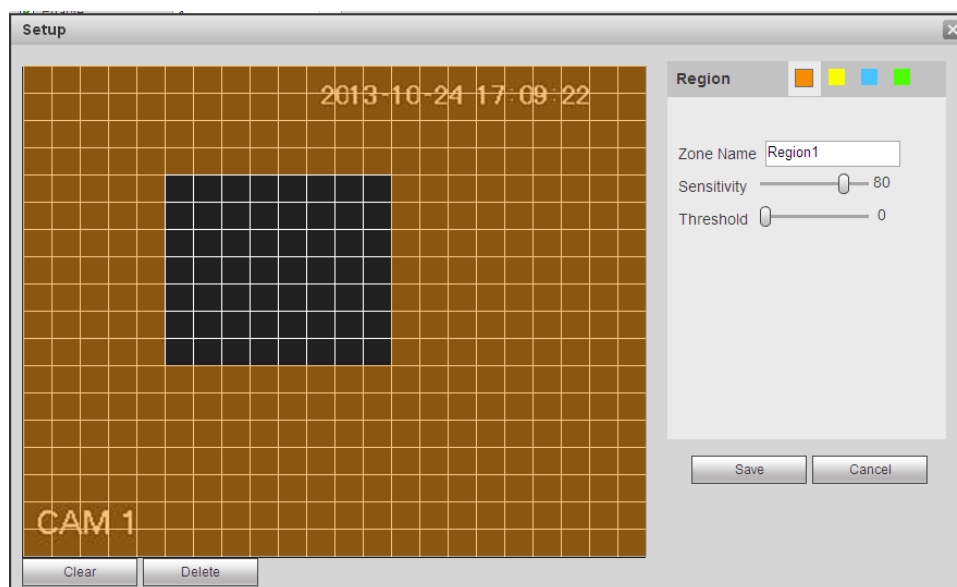 Setup
2013-10-24 17:09:22
Region
Zone Name Region1
Sensitivity 80
Threshold 0
Save Cancel
CAM 1
Clear Delete